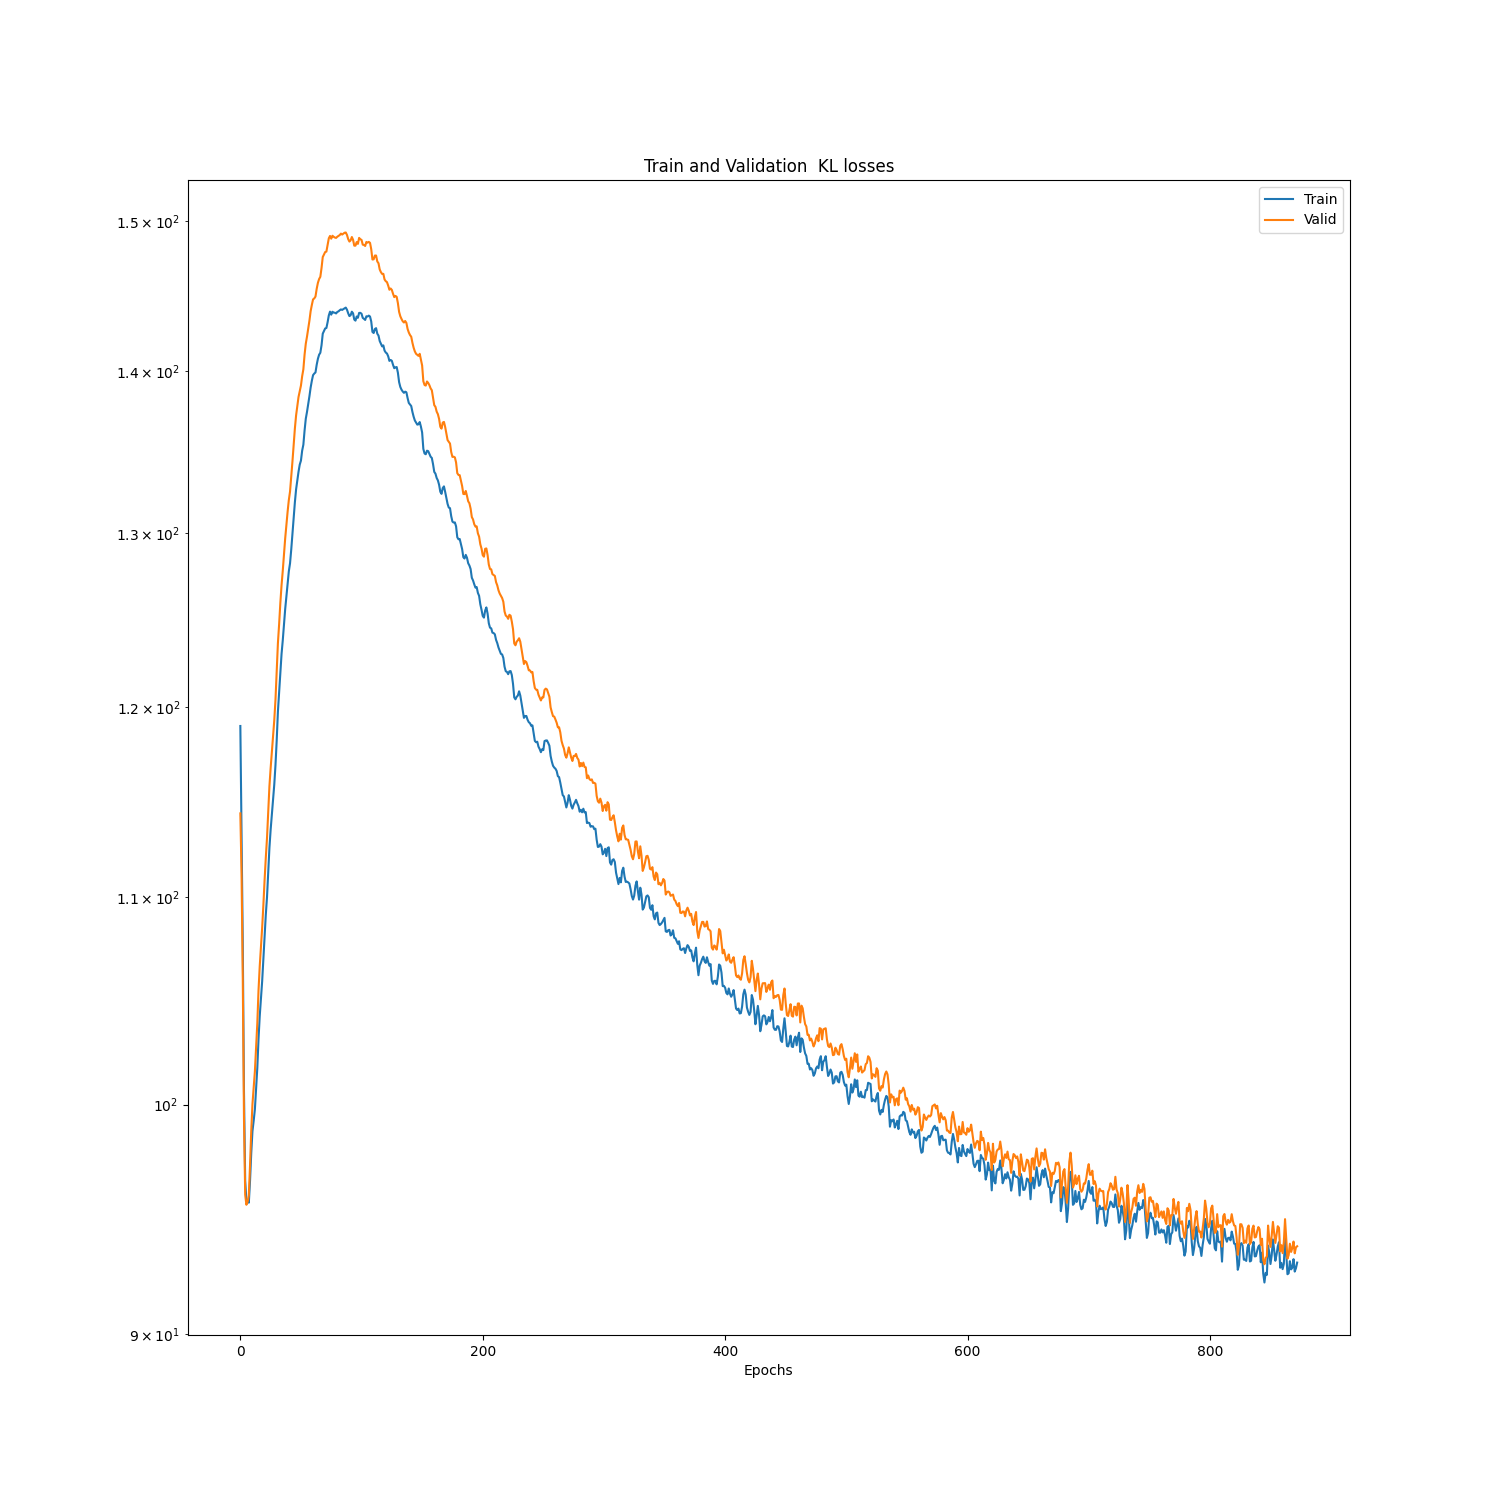 Train and Validation  KL losses
Train
Valid
1.5 × 10²
1.4 × 10²
1.3 × 10²
1.2 × 10²
1.1 × 10²
10²
9 × 10¹
0 200 400 600 800
Epochs